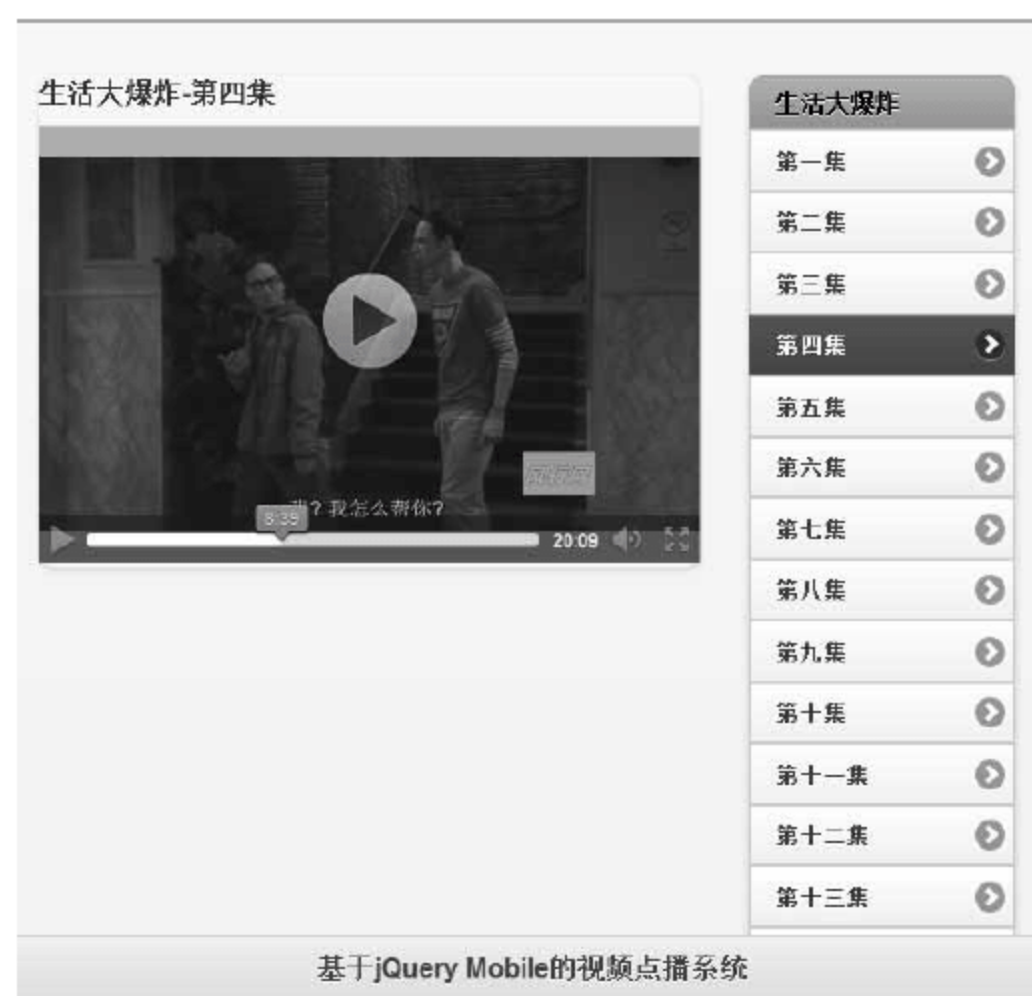 生活大爆炸-第四集
?我怎么帮你?
8:39
20:09
生活大爆炸
第一集
第二集
第三集
第四集
第五集
第六集
第七集
第八集
第九集
第十集
第十一集
第十二集
第十三集
基于jQuery Mobile的视频点播系统